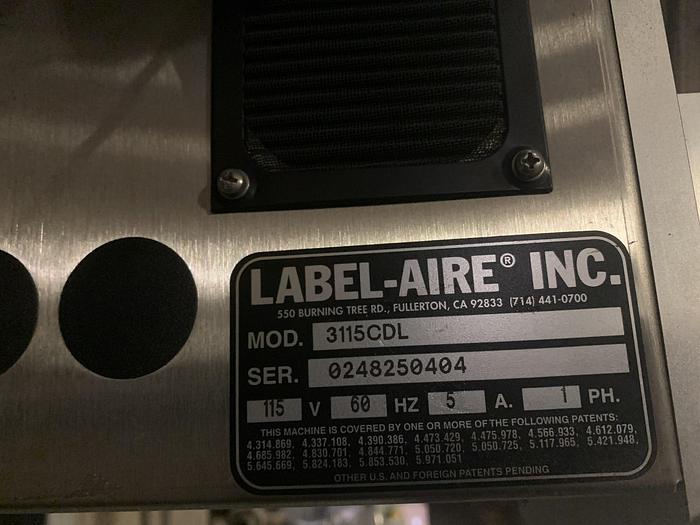 LABEL-AIRE® INC.
550 BURNING TREE RD., FULLERTON, CA 92833 (714) 441-0700
MOD. 3115CDL
SER. 0248250404
115 V 60 HZ 5 A. 1 PH.
THIS MACHINE IS COVERED BY ONE OR MORE OF THE FOLLOWING PATENTS:
4.314.869, 4.337.108, 4.390.386, 4.473.429, 4.475.978, 4.566.933, 4.612.079,
4.685.982, 4.830.701, 4.844.771, 5.050.720, 5.050.725, 5.117.965, 5.421.948,
5.645.669, 5.824.183, 5.853.530, 5.971.051
OTHER U.S. AND FOREIGN PATENTS PENDING